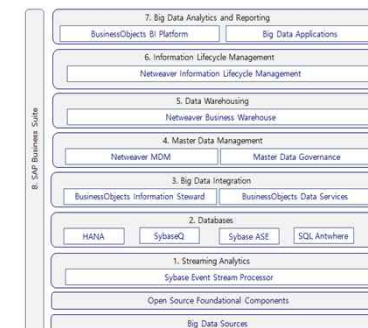 7. Big Data Analytics and Reporting
BusinessObjects BI Platform
Big Data Applications
6. Information Lifecycle Management
Netweaver Information Lifecycle Management
5. Data Warehousing
Netweaver Business Warehouse
4. Master Data Management
Netweaver MDM
Master Data Governance
3. Big Data Integration
BusinessObjects Information Steward
BusinessObjects Data Services
2. Databases
HANA
SybaseQ
Sybase ASE
SQL Antwhere
1. Streaming Analytics
Sybase Event Stream Processor
Open Source Foundational Components
Big Data Sources
8. SAP Business Suite